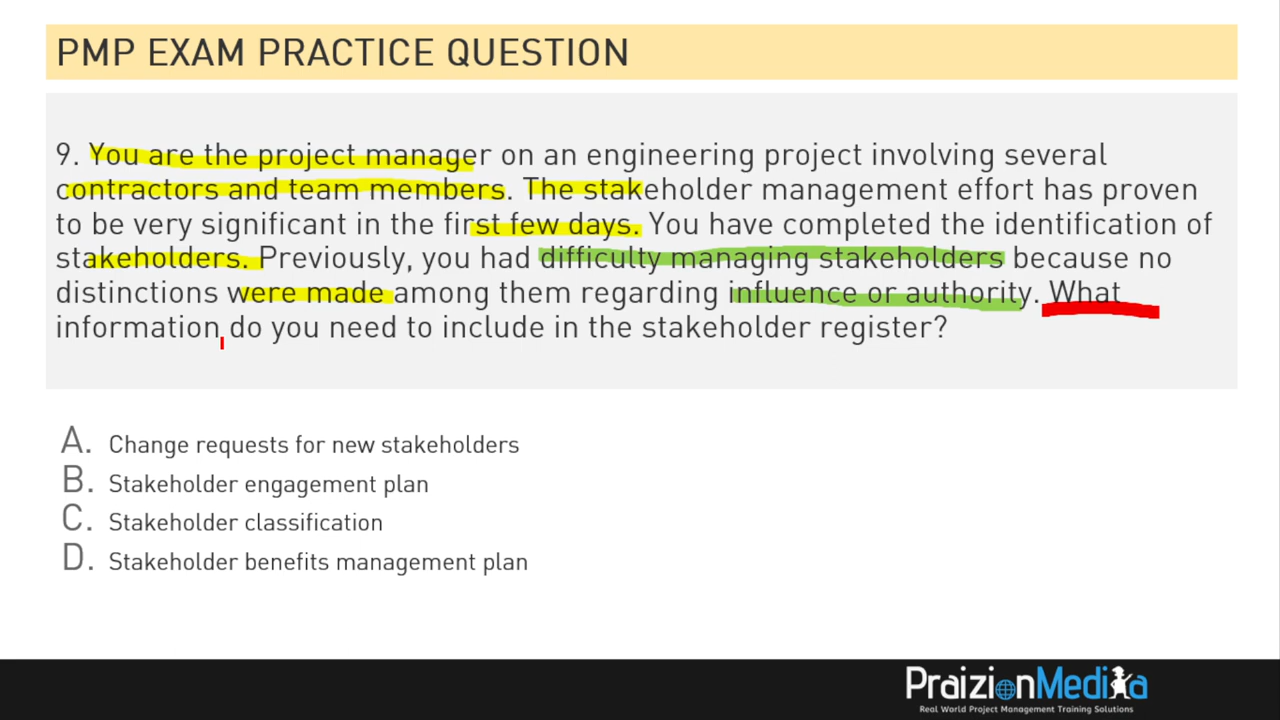 PMP EXAM PRACTICE QUESTION
9. You are the project manager on an engineering project involving several
contractors and team members. The stakeholder management effort has proven
to be very significant in the first few days. You have completed the identification of
stakeholders. Previously, you had difficulty managing stakeholders because no
distinctions were made among them regarding influence or authority. What
information do you need to include in the stakeholder register?
A. Change requests for new stakeholders
B. Stakeholder engagement plan
C. Stakeholder classification
D. Stakeholder benefits management plan
PraizionMedia
Real World Project Management Training Solutions